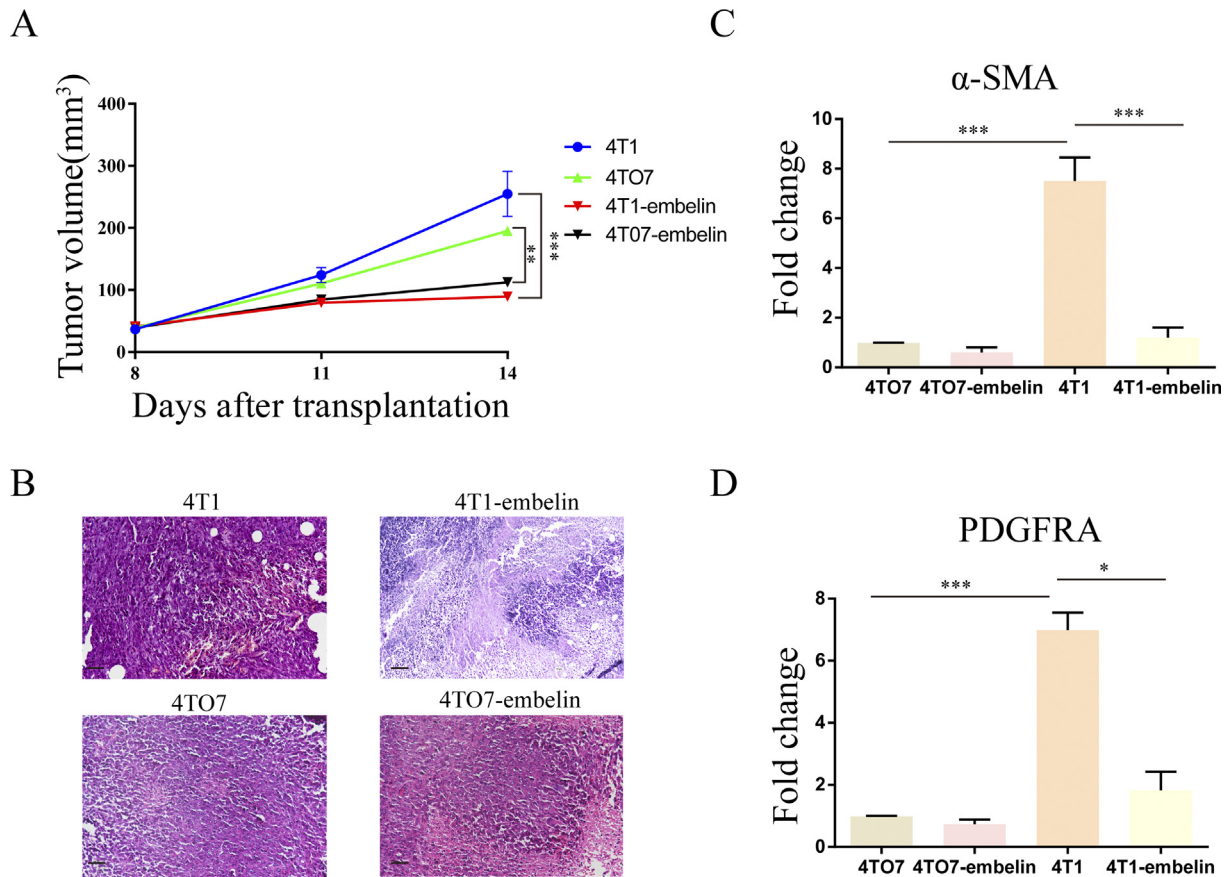 A
Tumor volume(mm³)
400
300
200
100
0
8
11
14
Days after transplantation
4T1
4TO7
4T1-embelin
4T07-embelin
**
***
B
4T1
4T1-embelin
4TO7
4TO7-embelin
C
α-SMA
Fold change
10
8
6
4
2
0
***
***
4TO7
4TO7-embelin
4T1
4T1-embelin
D
PDGFRA
Fold change
8
6
4
2
0
***
*
4TO7
4TO7-embelin
4T1
4T1-embelin